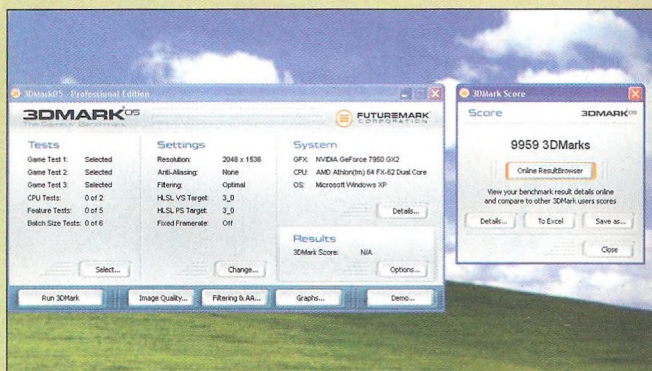 3DMark05 - Professional Edition
3DMARK 05
The Gamers' Benchmark
FUTUREMARK
CORPORATION
Tests
Game Test 1: Selected
Game Test 2: Selected
Game Test 3: Selected
CPU Tests: 0 of 2
Feature Tests: 0 of 5
Batch Size Tests: 0 of 6
Select...
Settings
Resolution: 2048 x 1536
Anti-Aliasing: None
Filtering: Optimal
HLSL VS Target: 3_0
HLSL PS Target: 3_0
Fixed Framerate: Off
Change...
System
GFX: NVIDIA GeForce 7950 GX2
CPU: AMD Athlon(tm) 64 FX-62 Dual Core
OS: Microsoft Windows XP
Details...
Results
3DMark Score: N/A
Options...
Run 3DMark
Image Quality...
Filtering & AA...
Graphs...
Demo...
3DMark Score
Score
3DMARK 05
9959 3DMarks
Online ResultBrowser
View your benchmark result details online
and compare to other 3DMark users scores
Details...
To Excel
Save as...
Close